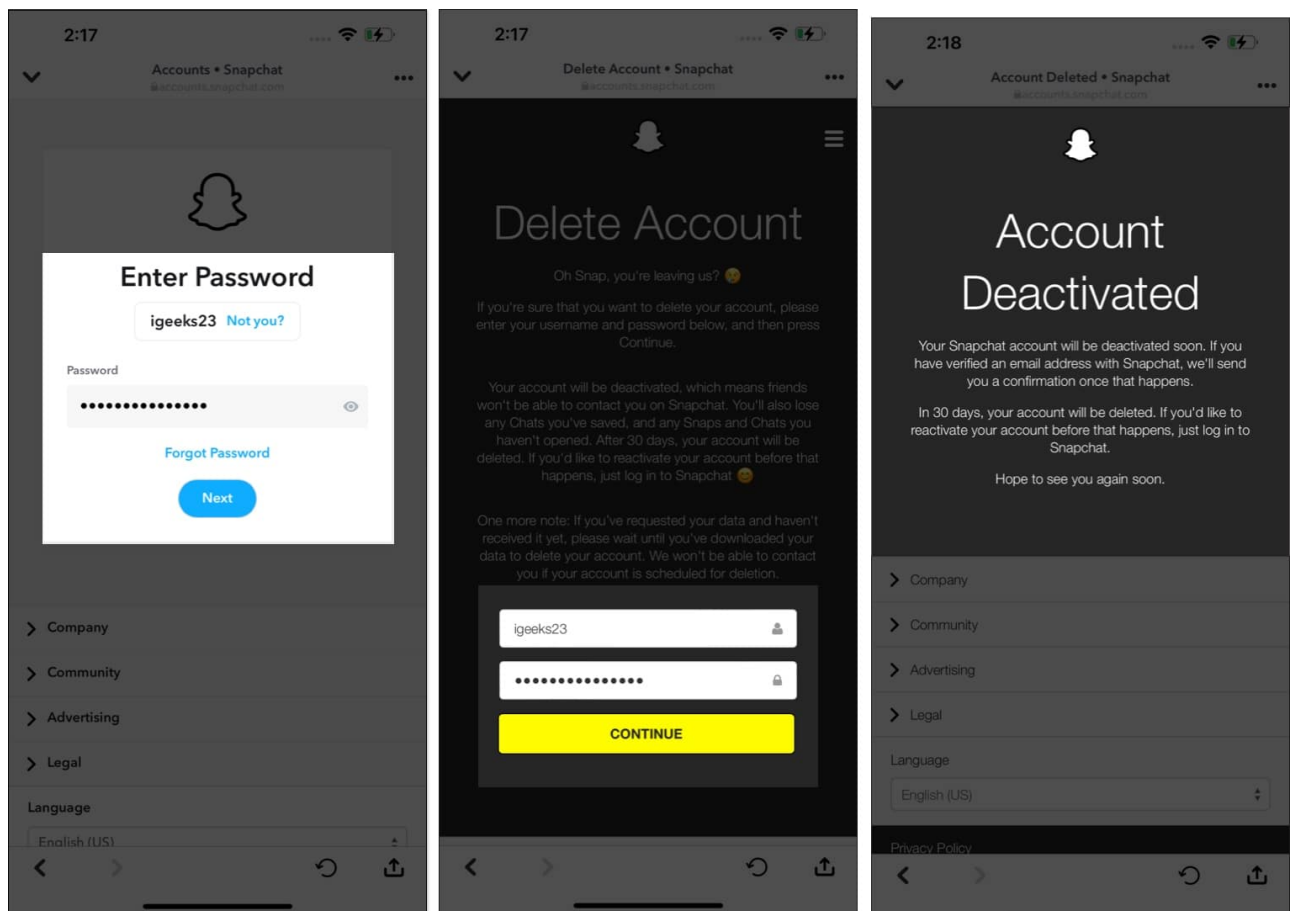 2:17
Accounts • Snapchat
accounts.snapchat.com
Enter Password
igeeks23 Not you?
Password
•••••••••••••••
Forgot Password
Next
Company
Community
Advertising
Legal
Language
English (US)
2:17
Delete Account • Snapchat
accounts.snapchat.com
Delete Account
Oh Snap, you're leaving us? 😢
If you're sure that you want to delete your account, please
enter your username and password below, and then press
Continue.
Your account will be deactivated, which means friends
won't be able to contact you on Snapchat. You'll also lose
any Chats you've saved, and any Snaps and Chats you
haven't opened. After 30 days, your account will be
deleted. If you'd like to reactivate your account before that
happens, just log in to Snapchat 😊
One more note: If you've requested your data and haven't
received it yet, please wait until you've downloaded your
data to delete your account. We won't be able to contact
you if your account is scheduled for deletion.
igeeks23
•••••••••••••••
CONTINUE
2:18
Account Deleted • Snapchat
accounts.snapchat.com
Account
Deactivated
Your Snapchat account will be deactivated soon. If you
have verified an email address with Snapchat, we'll send
you a confirmation once that happens.
In 30 days, your account will be deleted. If you'd like to
reactivate your account before that happens, just log in to
Snapchat.
Hope to see you again soon.
Company
Community
Advertising
Legal
Language
English (US)
Privacy Policy